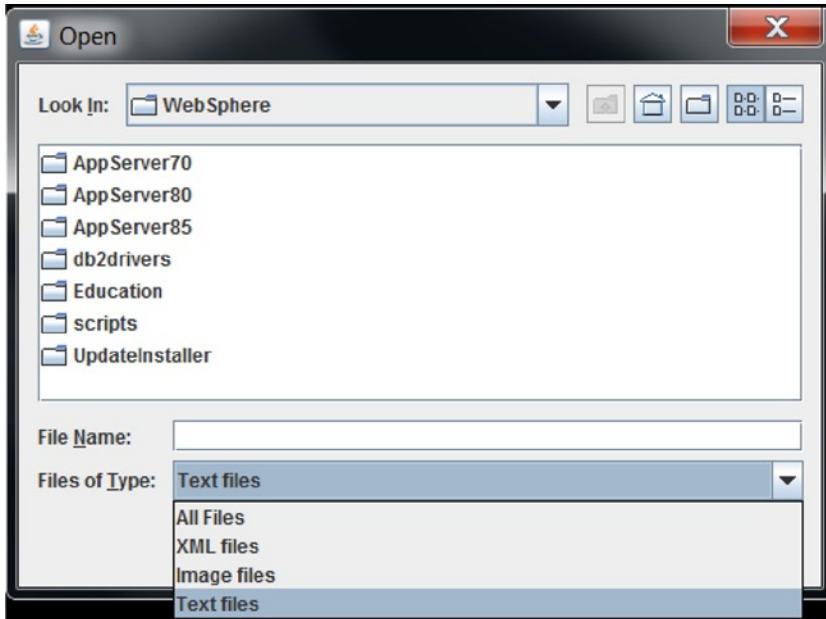 Open
Look In: WebSphere
AppServer70
AppServer80
AppServer85
db2drivers
Education
scripts
UpdateInstaller
File Name:
Files of Type: Text files
All Files
XML files
Image files
Text files